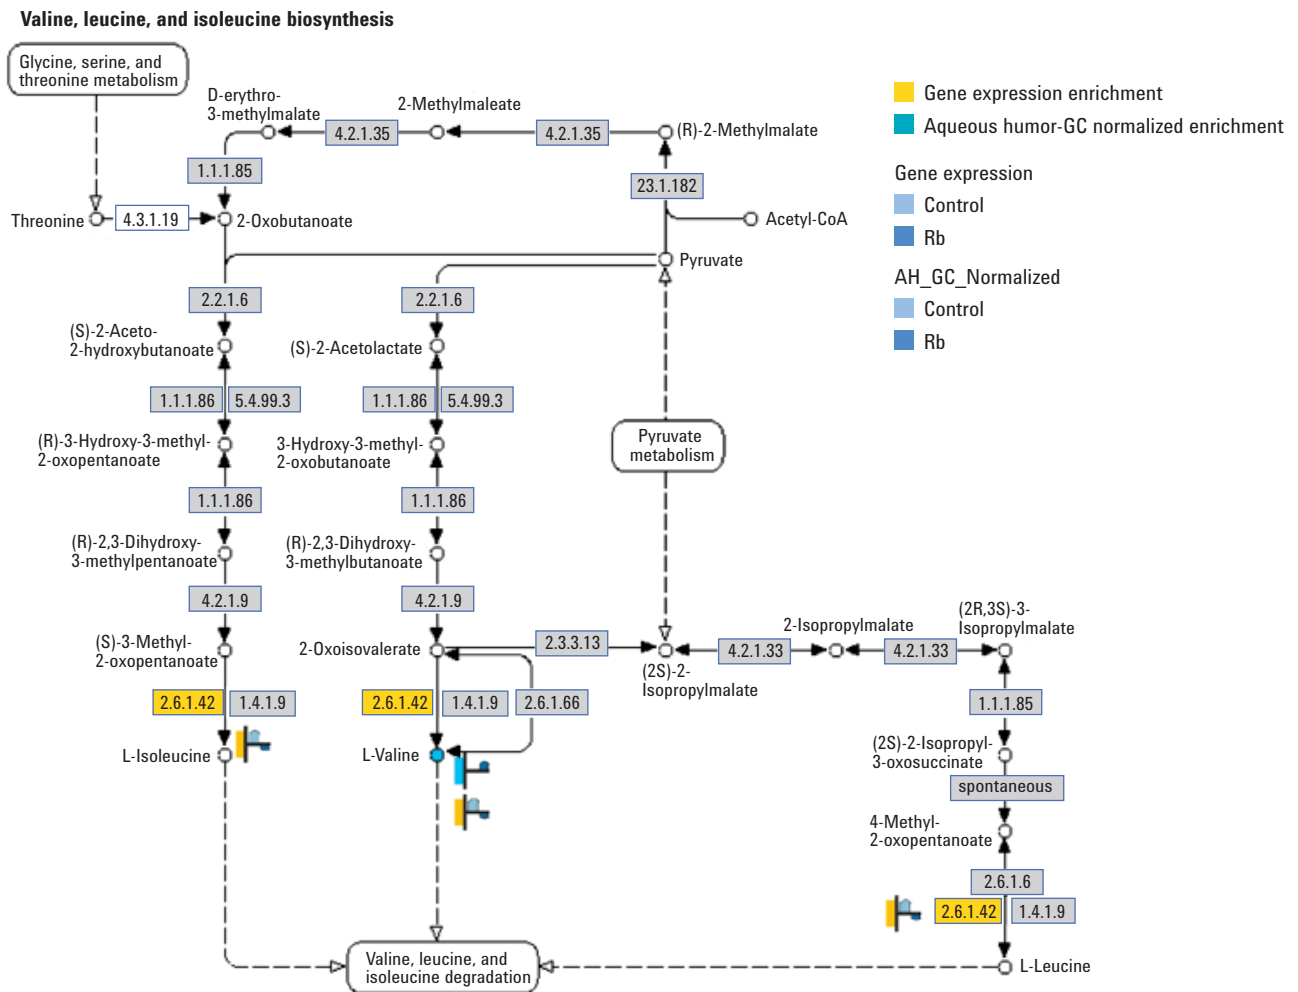 Valine, leucine, and isoleucine biosynthesis
Glycine, serine, and
threonine metabolism
D-erythro-
3-methylmalate
2-Methylmaleate
4.2.1.35
4.2.1.35
(R)-2-Methylmalate
1.1.1.85
23.1.182
Threonine
4.3.1.19
2-Oxobutanoate
Acetyl-CoA
Pyruvate
2.2.1.6
2.2.1.6
(S)-2-Aceto-
2-hydroxybutanoate
(S)-2-Acetolactate
1.1.1.86
5.4.99.3
1.1.1.86
5.4.99.3
(R)-3-Hydroxy-3-methyl-
2-oxopentanoate
3-Hydroxy-3-methyl-
2-oxobutanoate
Pyruvate
metabolism
1.1.1.86
1.1.1.86
(R)-2,3-Dihydroxy-
3-methylpentanoate
(R)-2,3-Dihydroxy-
3-methylbutanoate
4.2.1.9
4.2.1.9
(S)-3-Methyl-
2-oxopentanoate
2-Oxoisovalerate
2.3.3.13
(2S)-2-
Isopropylmalate
4.2.1.33
2-Isopropylmalate
4.2.1.33
(2R,3S)-3-
Isopropylmalate
2.6.1.42
1.4.1.9
2.6.1.42
1.4.1.9
2.6.1.66
1.1.1.85
L-Isoleucine
L-Valine
(2S)-2-Isopropyl-
3-oxosuccinate
spontaneous
4-Methyl-
2-oxopentanoate
2.6.1.6
2.6.1.42
1.4.1.9
Valine, leucine, and
isoleucine degradation
L-Leucine
Gene expression enrichment
Aqueous humor-GC normalized enrichment
Gene expression
Control
Rb
AH_GC_Normalized
Control
Rb